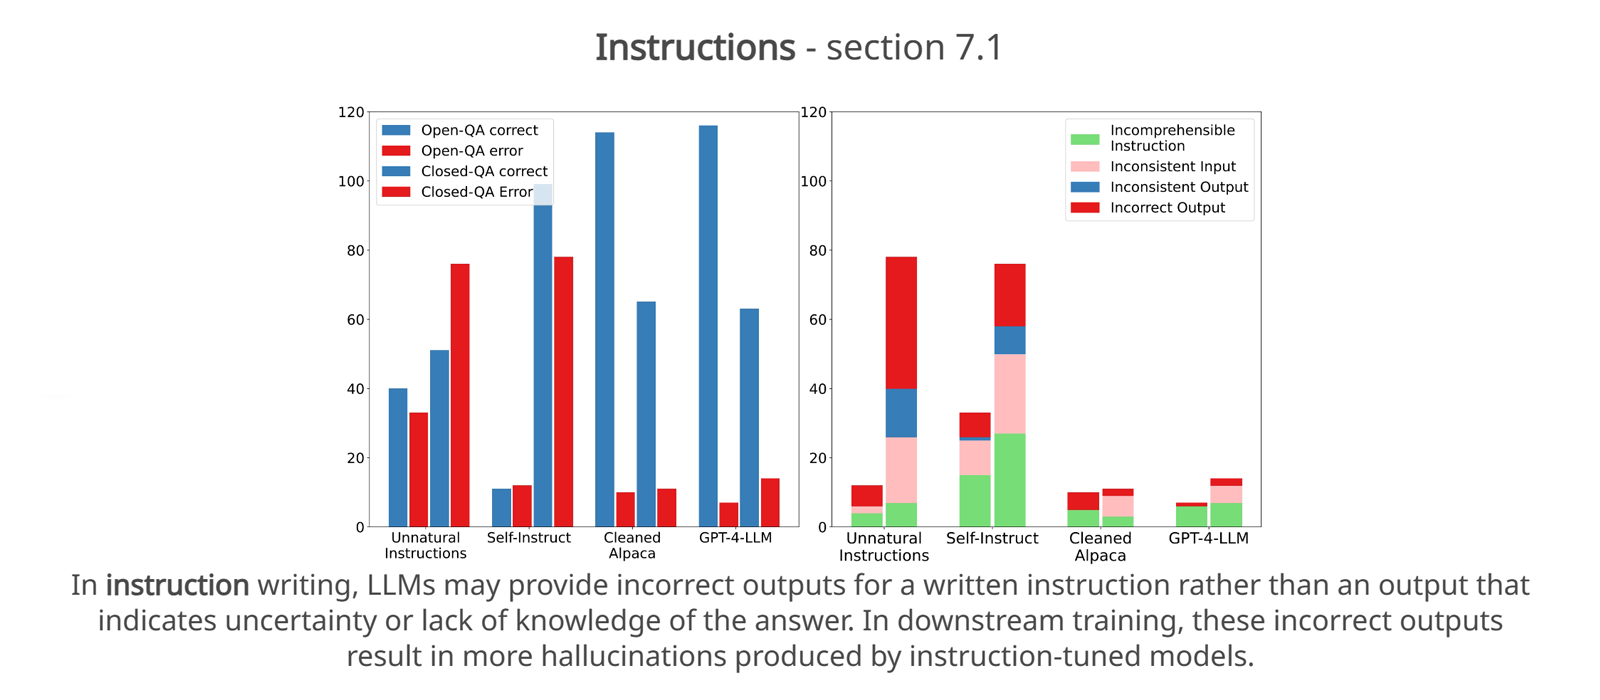 Instructions - section 7.1
120
100
80
60
40
20
0
Open-QA correct
Open-QA error
Closed-QA correct
Closed-QA Error
Unnatural
Instructions
Self-Instruct
Cleaned
Alpaca
GPT-4-LLM
120
100
80
60
40
20
0
Incomprehensible
Instruction
Inconsistent Input
Inconsistent Output
Incorrect Output
Unnatural
Instructions
Self-Instruct
Cleaned
Alpaca
GPT-4-LLM
In instruction writing, LLMs may provide incorrect outputs for a written instruction rather than an output that
indicates uncertainty or lack of knowledge of the answer. In downstream training, these incorrect outputs
result in more hallucinations produced by instruction-tuned models.